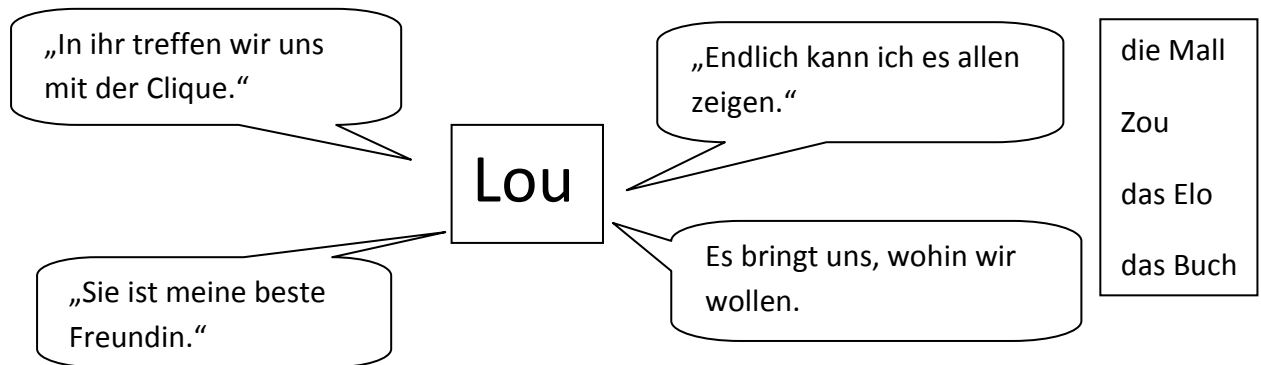 „In ihr treffen wir uns
mit der Clique.“
„Endlich kann ich es allen
zeigen.“
Lou
„Sie ist meine beste
Freundin.“
Es bringt uns, wohin wir
wollen.
die Mall
Zou
das Elo
das Buch